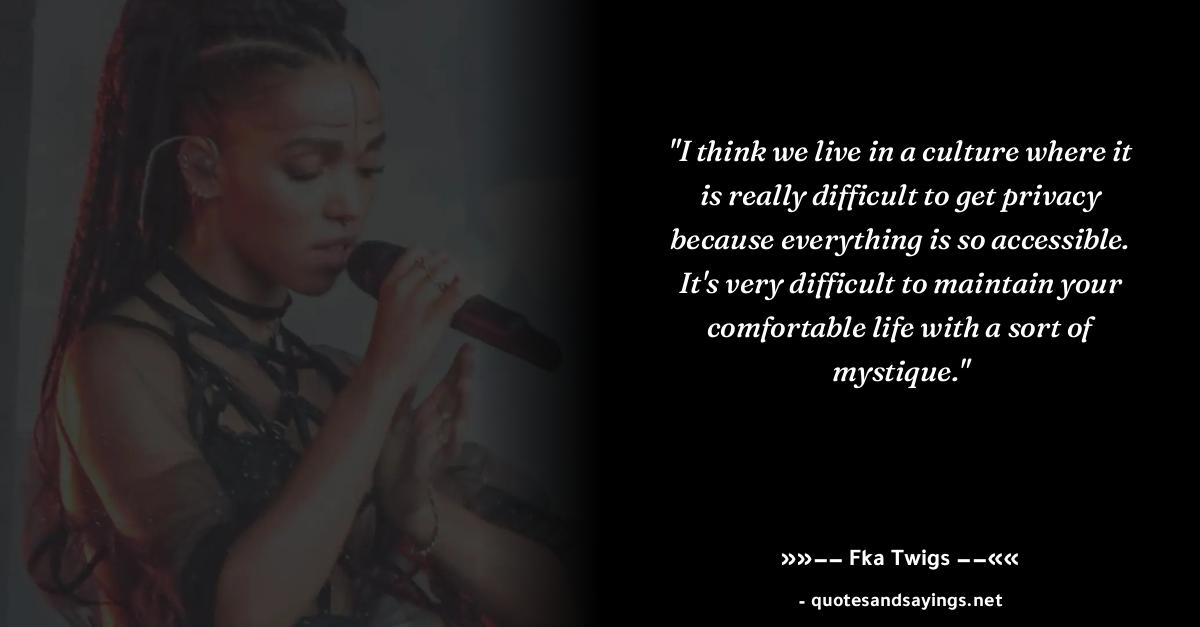 "I think we live in a culture where it
is really difficult to get privacy
because everything is so accessible.
It's very difficult to maintain your
comfortable life with a sort of
mystique."
»»–– Fka Twigs ––««
- quotesandsayings.net